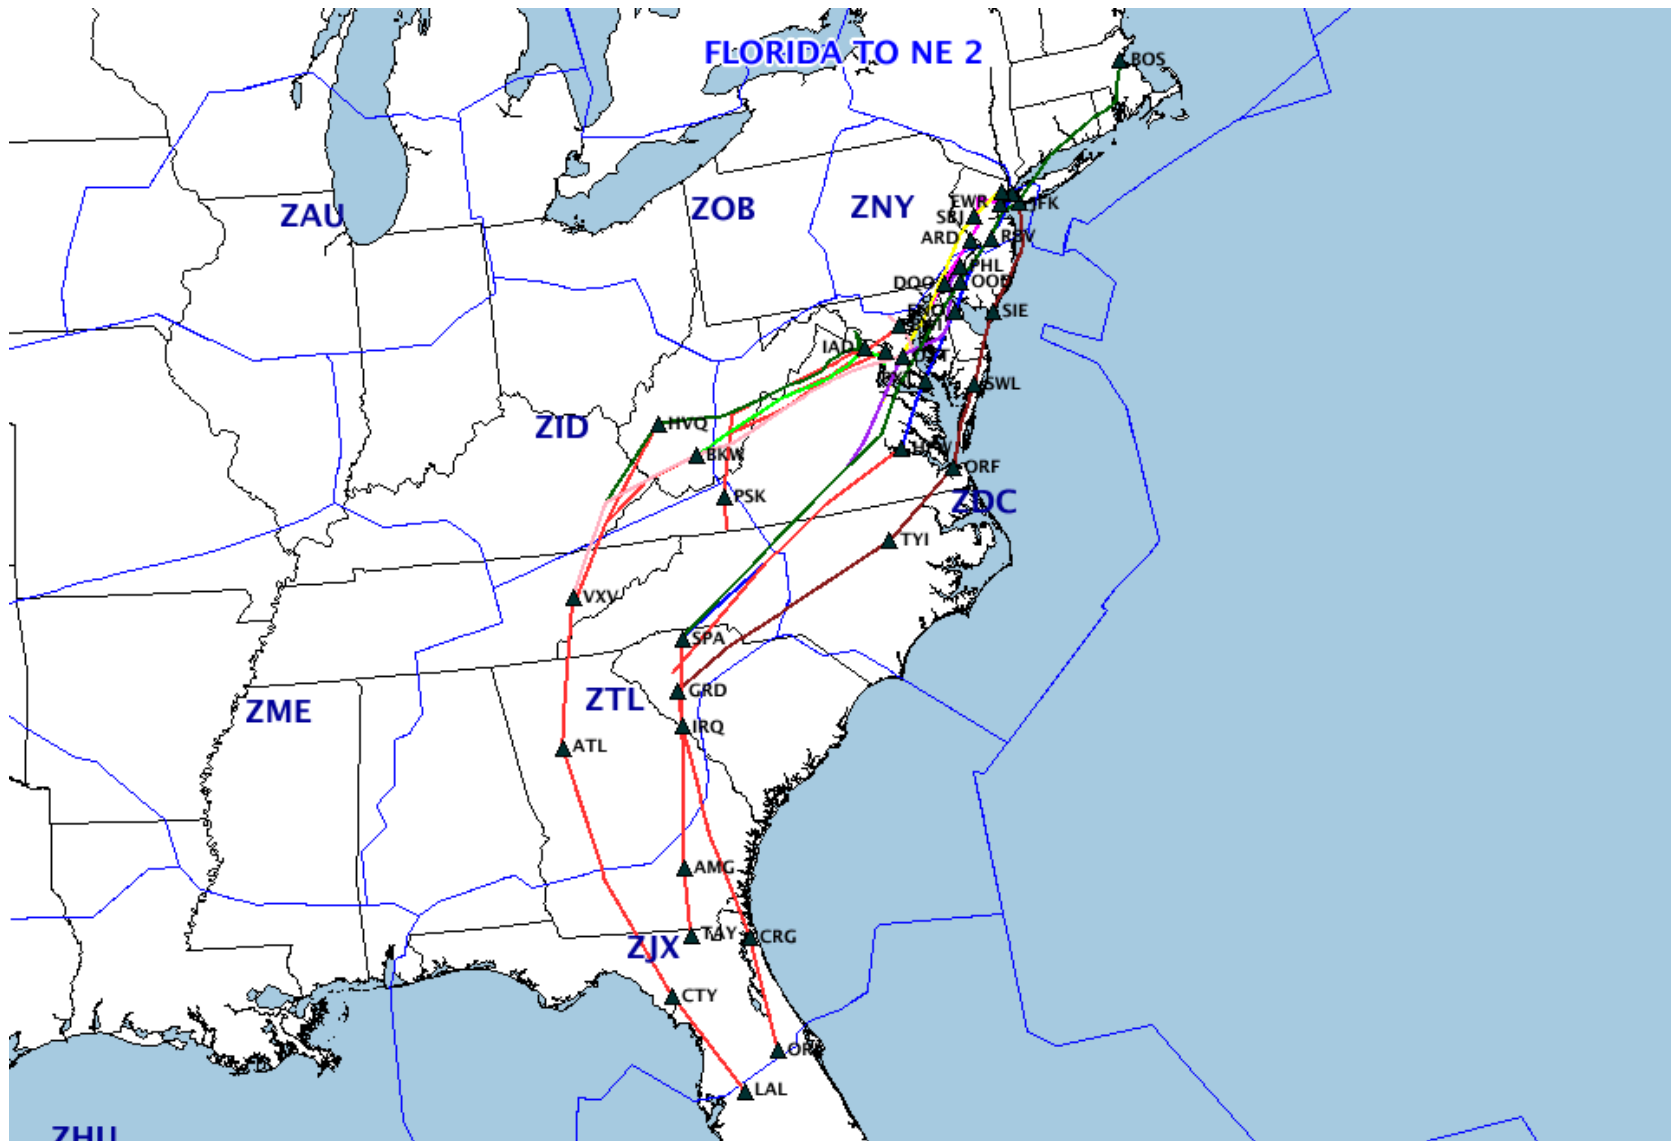 FLORIDA TO NE 2
BOS
ZAU
ZOB
ZNY
EWR
JFK
SBJ
ARD
RBV
PHL
DQO
OOD
SIE
IAD
SWL
ZID
HVQ
BKW
ORF
PSK
ZDC
TYI
VXV
SPA
GRD
ZME
ZTL
IRQ
ATL
AMG
TAY
CRG
ZJX
CTY
LAL
ZHU